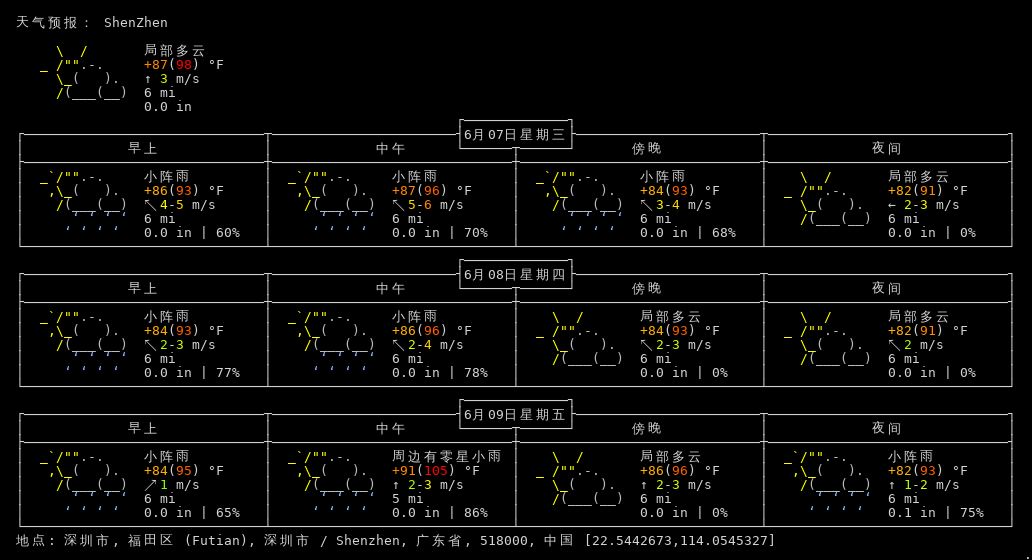 天气预报： ShenZhen
局部多云
+87(98) °F
↑ 3 m/s
6 mi
0.0 in
6月07日星期三
早上 中午 傍晚 夜间
小阵雨 小阵雨 小阵雨 局部多云
+86(93) °F +87(96) °F +84(93) °F +82(91) °F
↖ 4-5 m/s ↖ 5-6 m/s ↖ 3-4 m/s ← 2-3 m/s
6 mi 6 mi 6 mi 6 mi
0.0 in | 60% 0.0 in | 70% 0.0 in | 68% 0.0 in | 0%
6月08日星期四
早上 中午 傍晚 夜间
小阵雨 小阵雨 局部多云 局部多云
+84(93) °F +86(96) °F +84(93) °F +82(91) °F
↖ 2-3 m/s ↖ 2-4 m/s ↖ 2-3 m/s ↖ 2 m/s
6 mi 6 mi 6 mi 6 mi
0.0 in | 77% 0.0 in | 78% 0.0 in | 0% 0.0 in | 0%
6月09日星期五
早上 中午 傍晚 夜间
小阵雨 周边有零星小雨 局部多云 小阵雨
+84(95) °F +91(105) °F +86(96) °F +82(93) °F
↗ 1 m/s ↑ 2-3 m/s ↑ 2-3 m/s ↑ 1-2 m/s
6 mi 5 mi 6 mi 6 mi
0.0 in | 65% 0.0 in | 86% 0.0 in | 0% 0.1 in | 75%
地点: 深圳市, 福田区 (Futian), 深圳市 / Shenzhen, 广东省, 518000, 中国 [22.5442673,114.0545327]